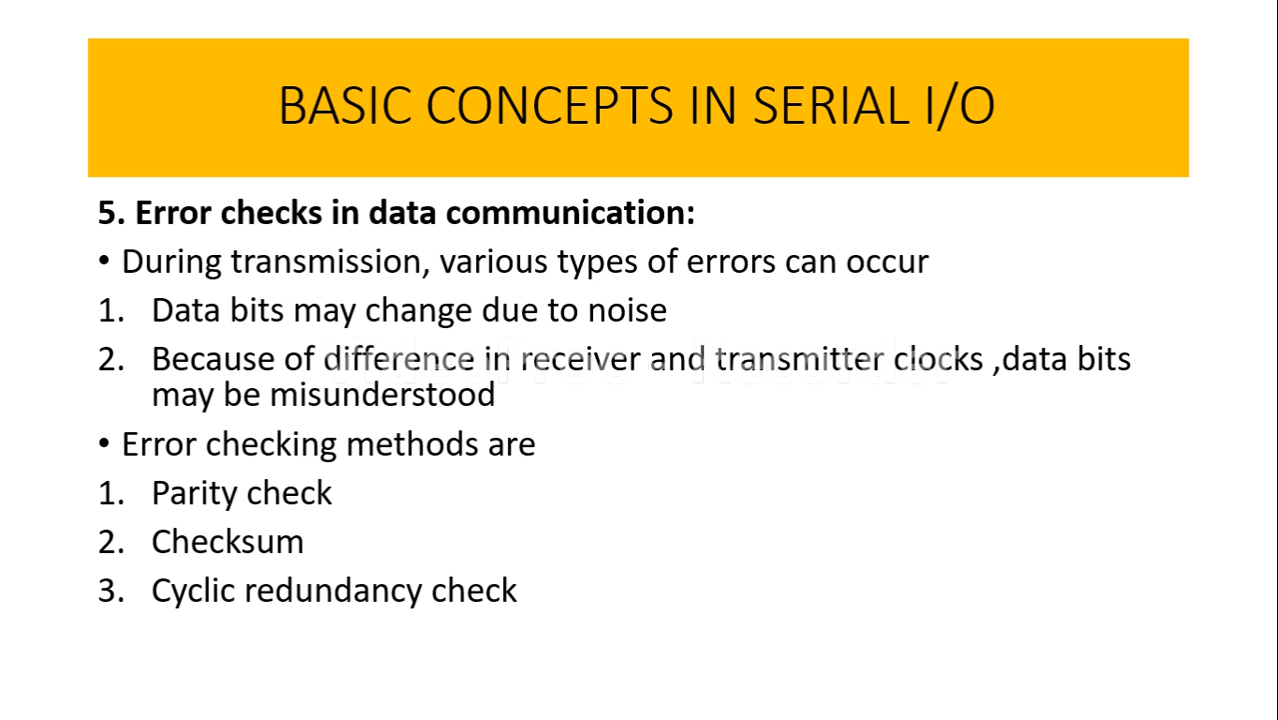 BASIC CONCEPTS IN SERIAL I/O
5. Error checks in data communication:
• During transmission, various types of errors can occur
1. Data bits may change due to noise
2. Because of difference in receiver and transmitter clocks ,data bits
may be misunderstood
• Error checking methods are
1. Parity check
2. Checksum
3. Cyclic redundancy check